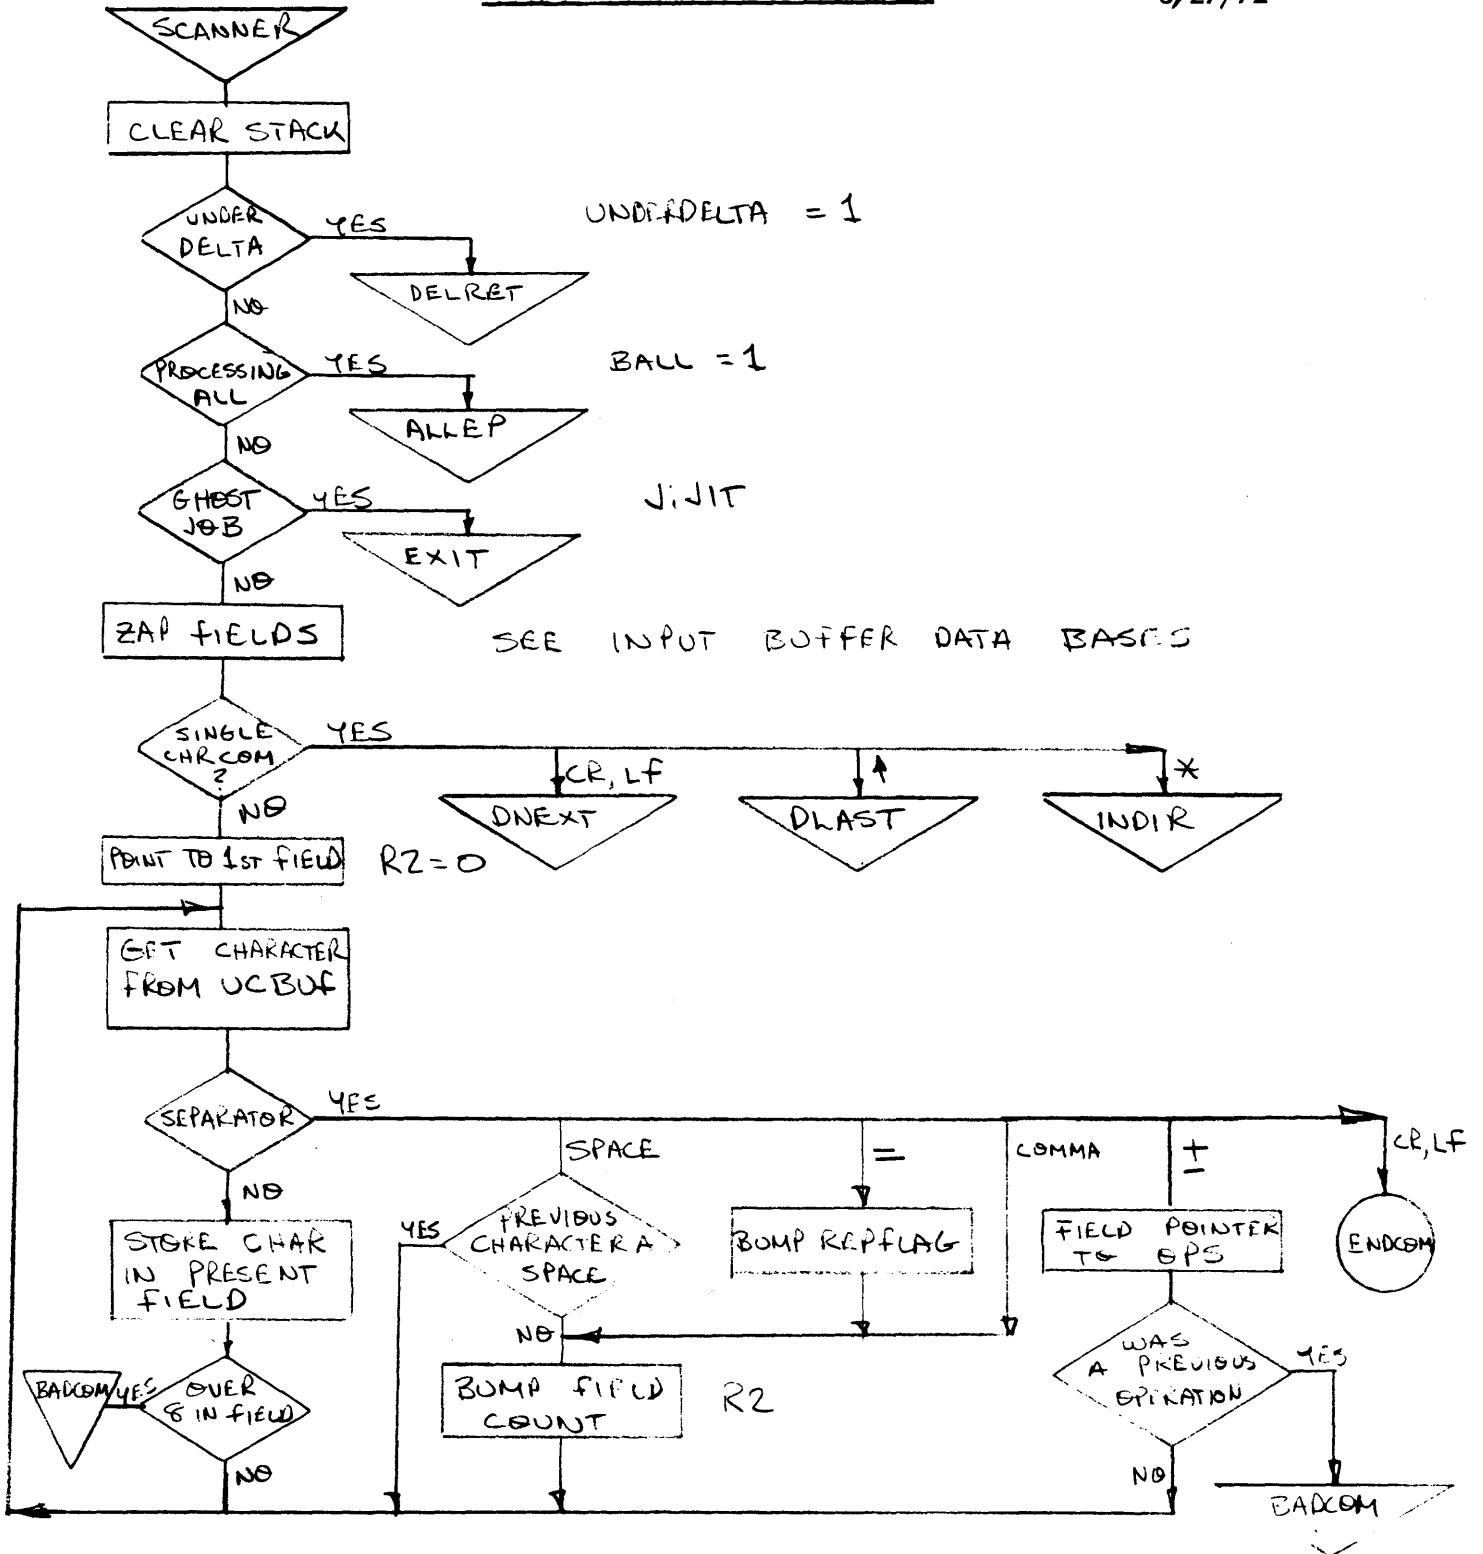 SCANNER
CLEAR STACK
UNDER
DELTA
YES
UNDERDELTA = 1
DELRET
NO
PROCESSING
ALL
YES
BALL = 1
ALLEP
NO
GHOST
JOB
YES
J:JIT
EXIT
NO
ZAP FIELDS
SEE INPUT BUFFER DATA BASES
SINGLE
CHR COM
?
YES
CR, LF
↑
*
DNEXT
DLAST
INDIR
NO
POINT TO 1ST FIELD
R2=0
GET CHARACTER
FROM UCBUF
SEPARATOR
YES
SPACE
=
COMMA
±
CR, LF
NO
STORE CHAR
IN PRESENT
FIELD
YES
PREVIOUS
CHARACTER A
SPACE
BUMP REPFLAG
FIELD POINTER
TO OPS
ENDCOM
NO
WAS
A PREVIOUS
OPERATION
YES
BADCOM
YES
OVER
8 IN FIELD
BUMP FIELD
COUNT
R2
NO
NO
BADCOM